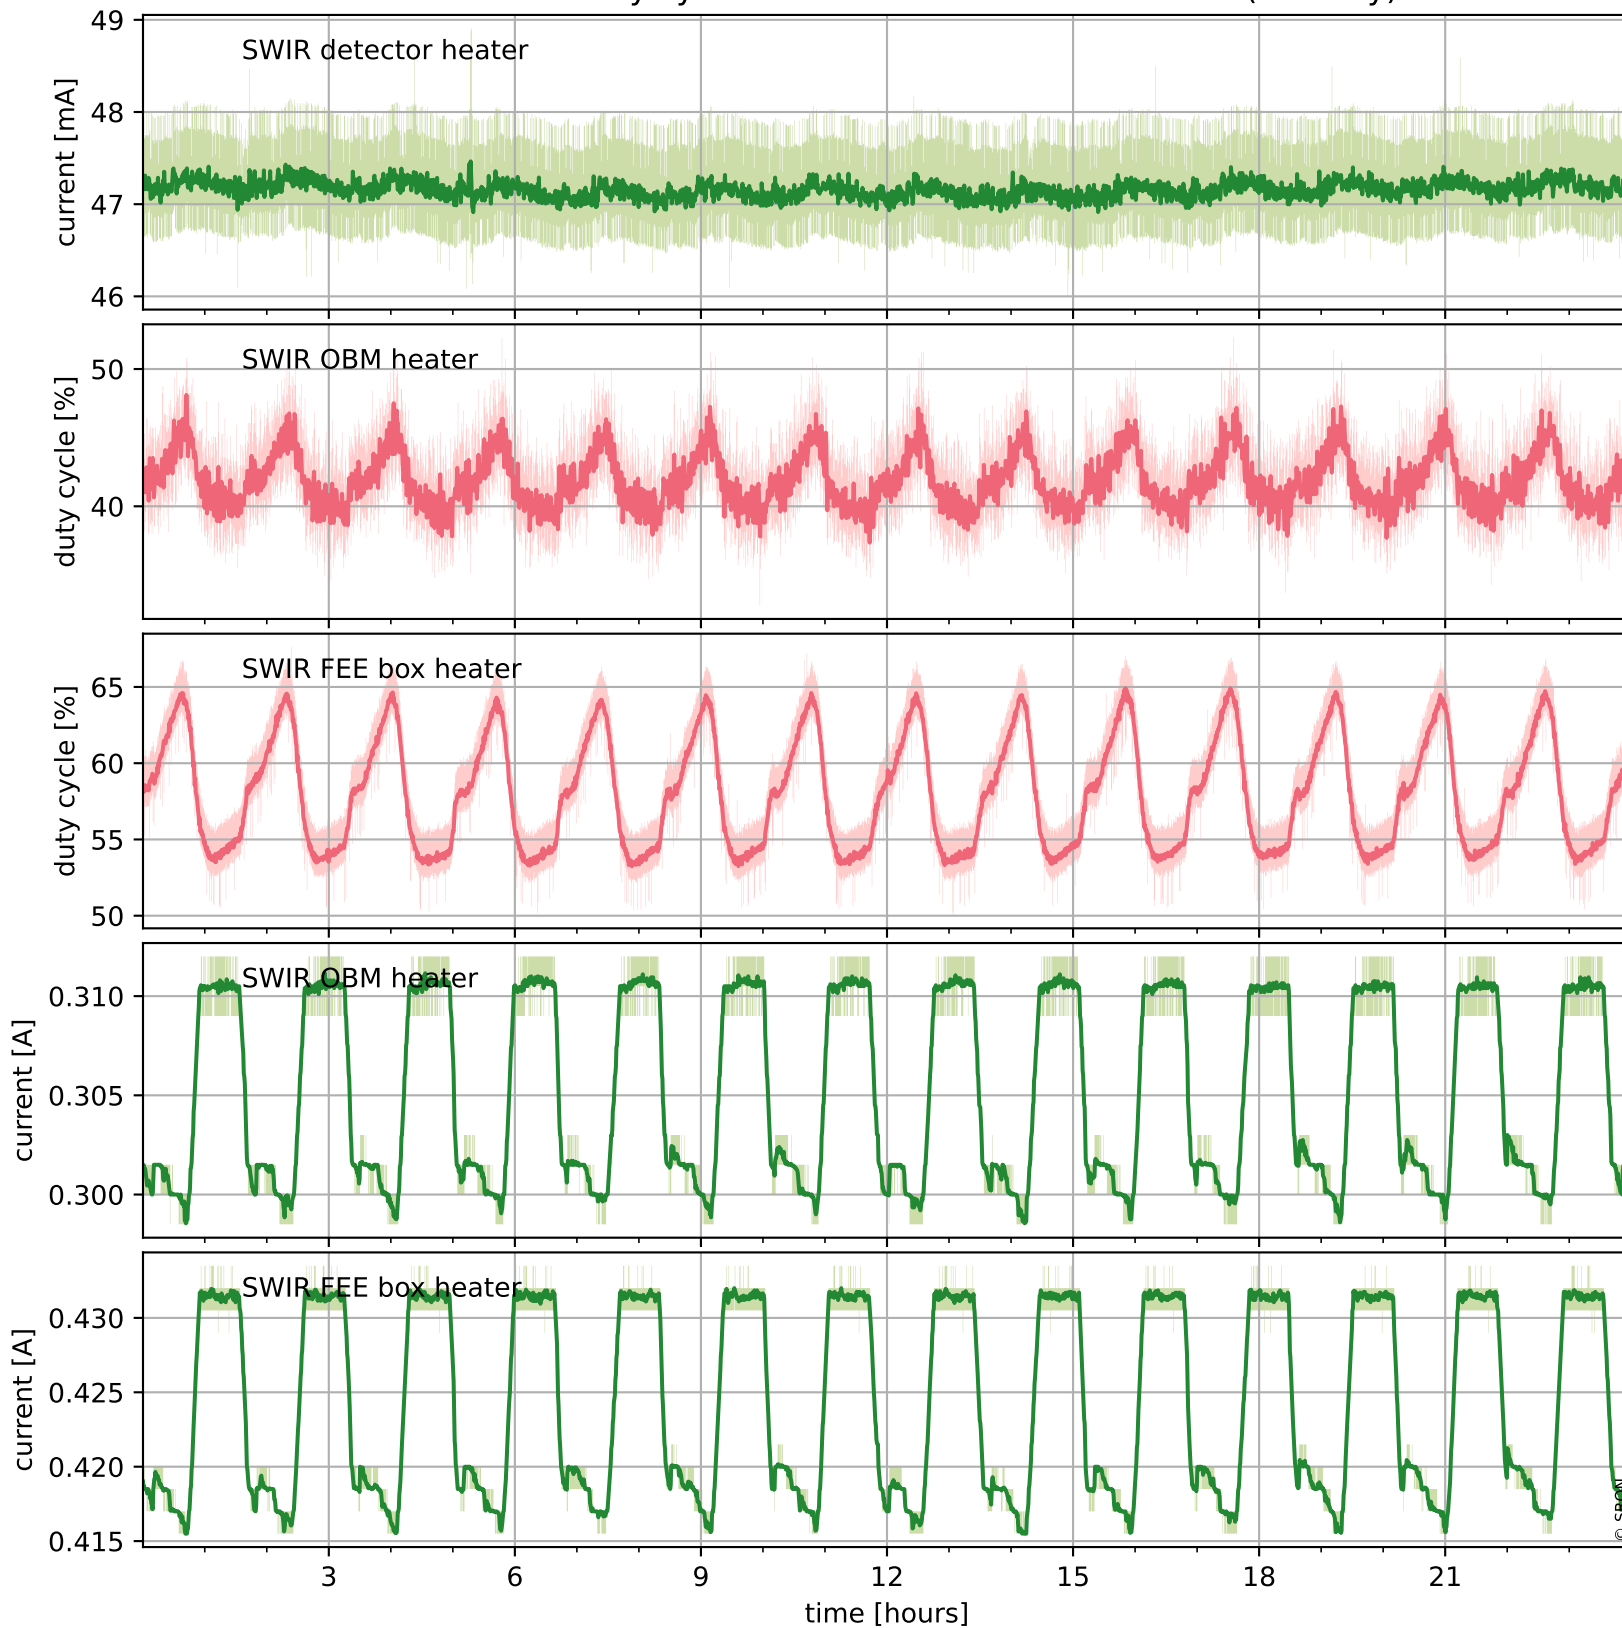 49
SWIR detector heater
48
47
46
current [mA]
SWIR OBM heater
50
40
duty cycle [%]
SWIR FEE box heater
65
60
55
50
duty cycle [%]
SWIR OBM heater
0.310
0.305
0.300
current [A]
SWIR FEE box heater
0.430
0.425
0.420
0.415
current [A]
3 6 9 12 15 18 21
time [hours]